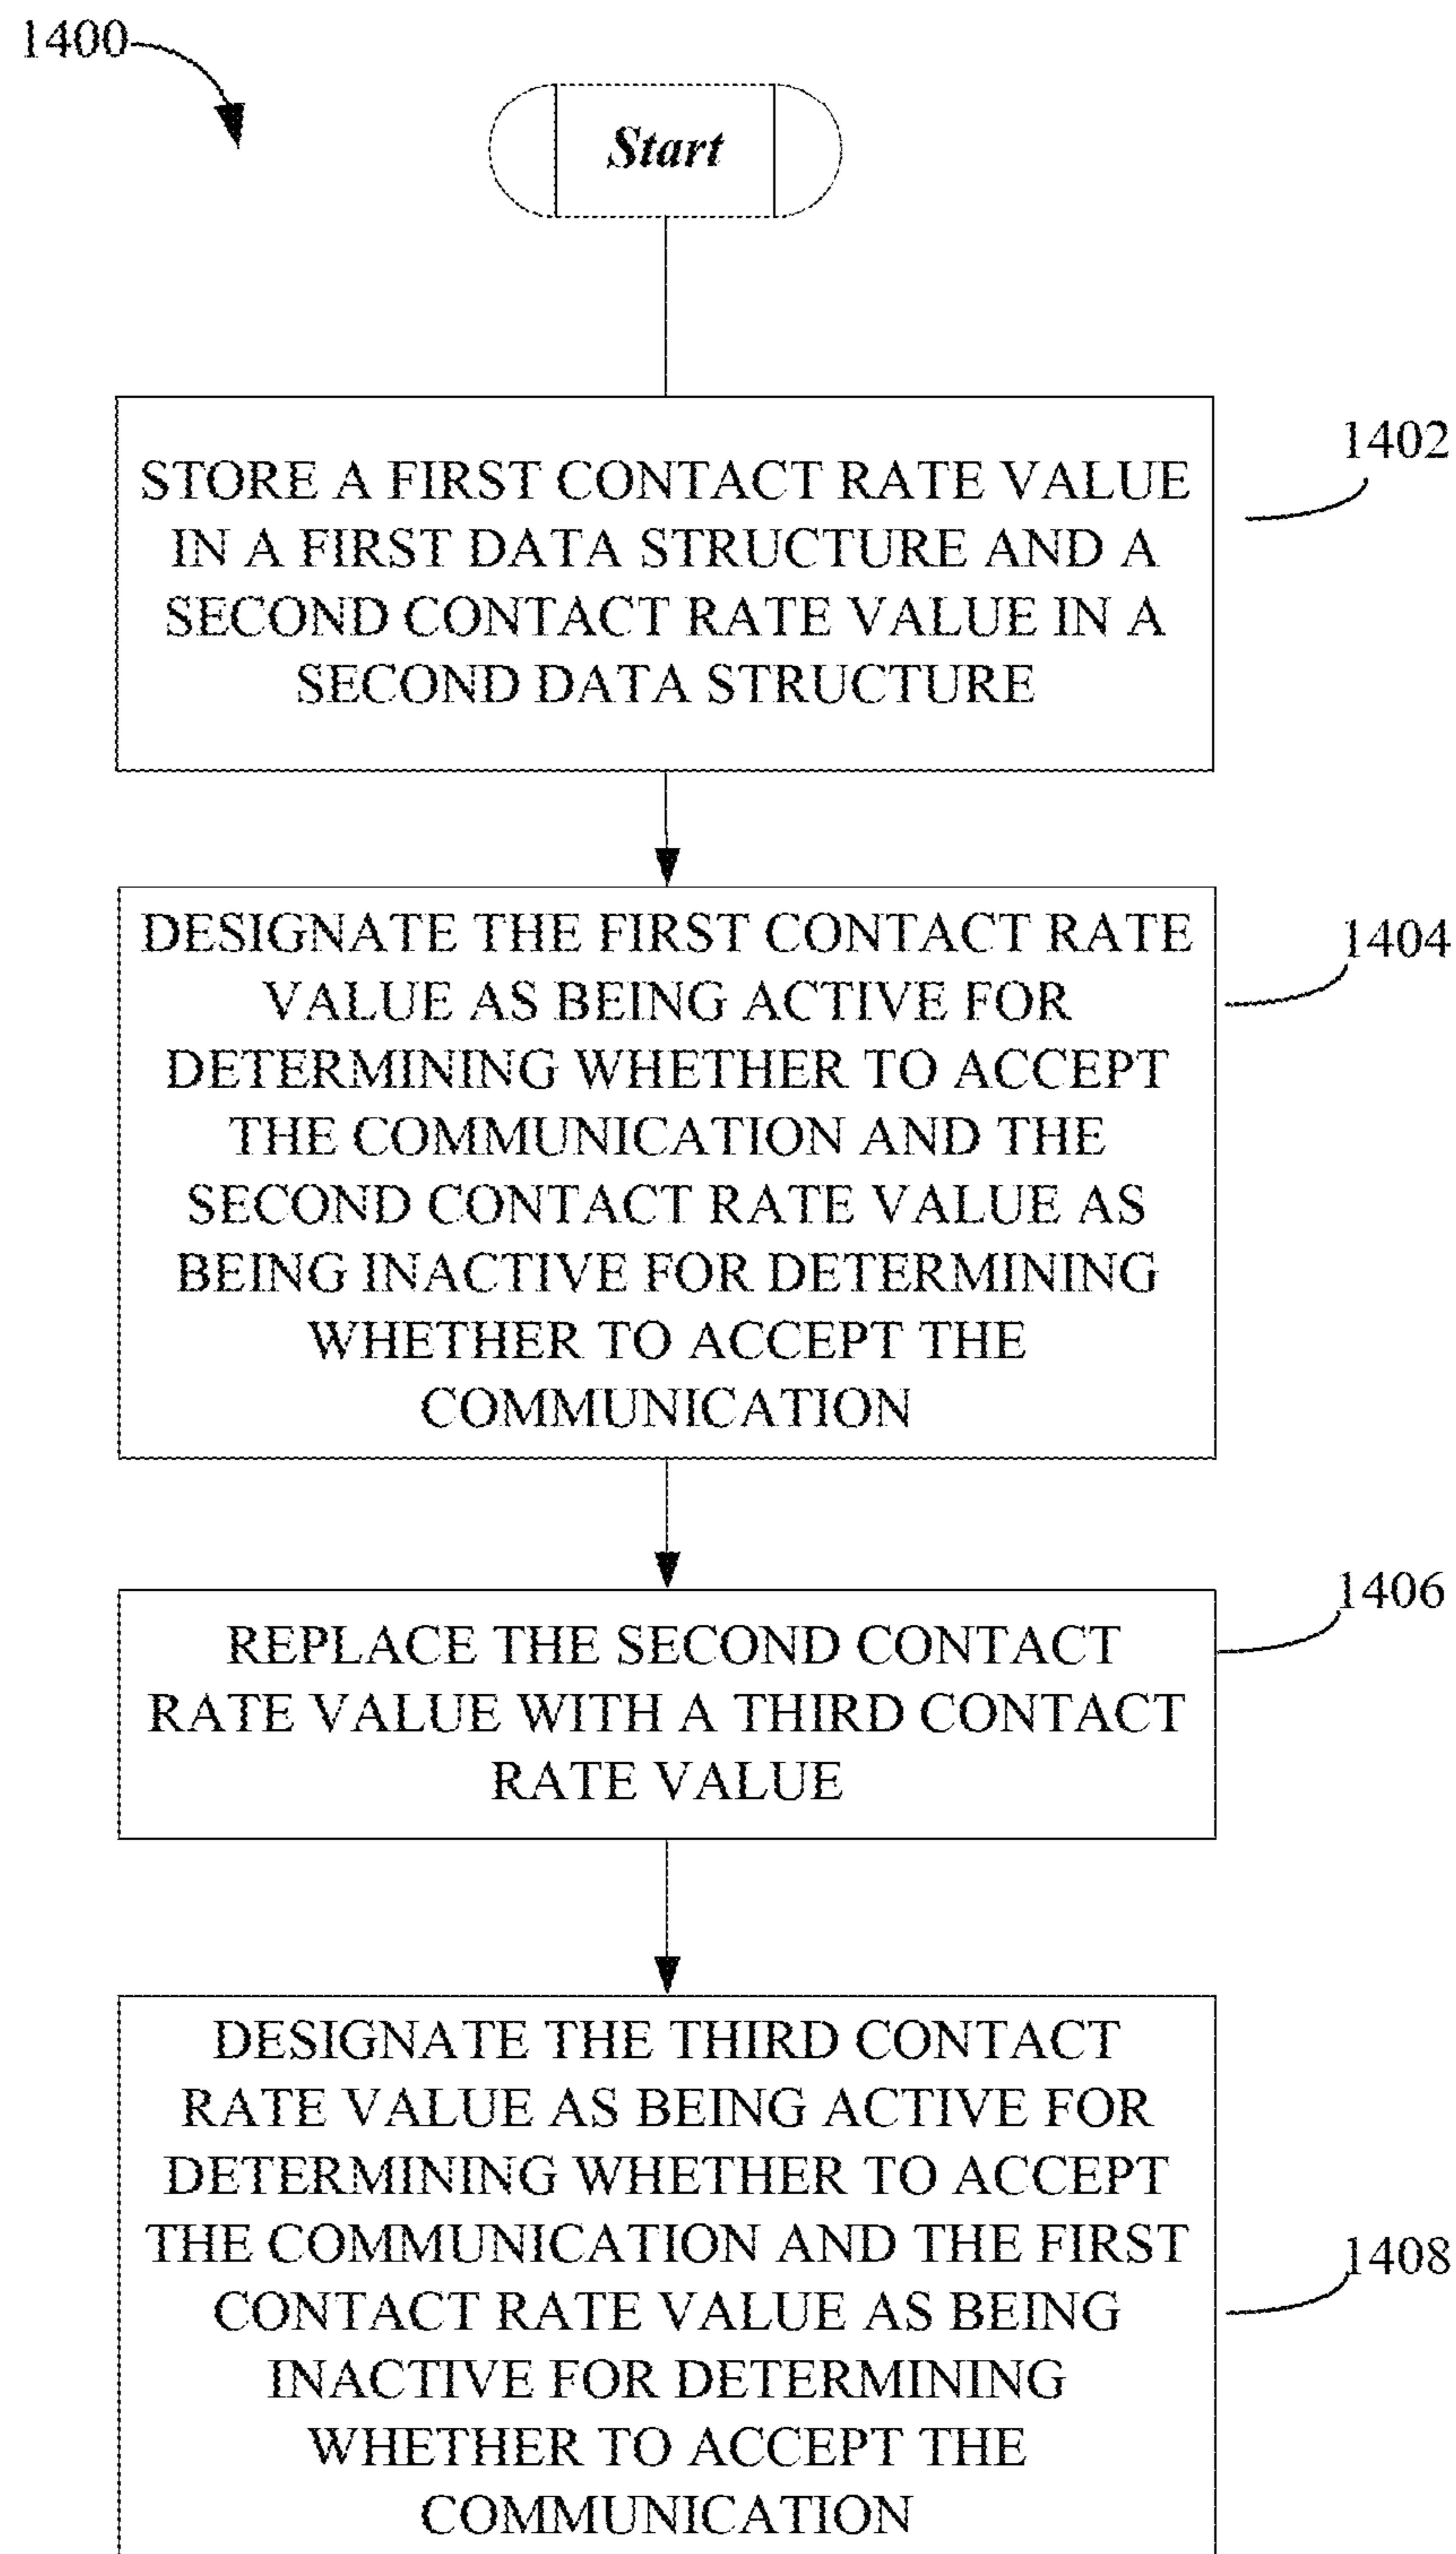 1400
Start
1402
STORE A FIRST CONTACT RATE VALUE
IN A FIRST DATA STRUCTURE AND A
SECOND CONTACT RATE VALUE IN A
SECOND DATA STRUCTURE
1404
DESIGNATE THE FIRST CONTACT RATE
VALUE AS BEING ACTIVE FOR
DETERMINING WHETHER TO ACCEPT
THE COMMUNICATION AND THE
SECOND CONTACT RATE VALUE AS
BEING INACTIVE FOR DETERMINING
WHETHER TO ACCEPT THE
COMMUNICATION
1406
REPLACE THE SECOND CONTACT
RATE VALUE WITH A THIRD CONTACT
RATE VALUE
DESIGNATE THE THIRD CONTACT
RATE VALUE AS BEING ACTIVE FOR
DETERMINING WHETHER TO ACCEPT
THE COMMUNICATION AND THE FIRST
1408
CONTACT RATE VALUE AS BEING
INACTIVE FOR DETERMINING
WHETHER TO ACCEPT THE
COMMUNICATION